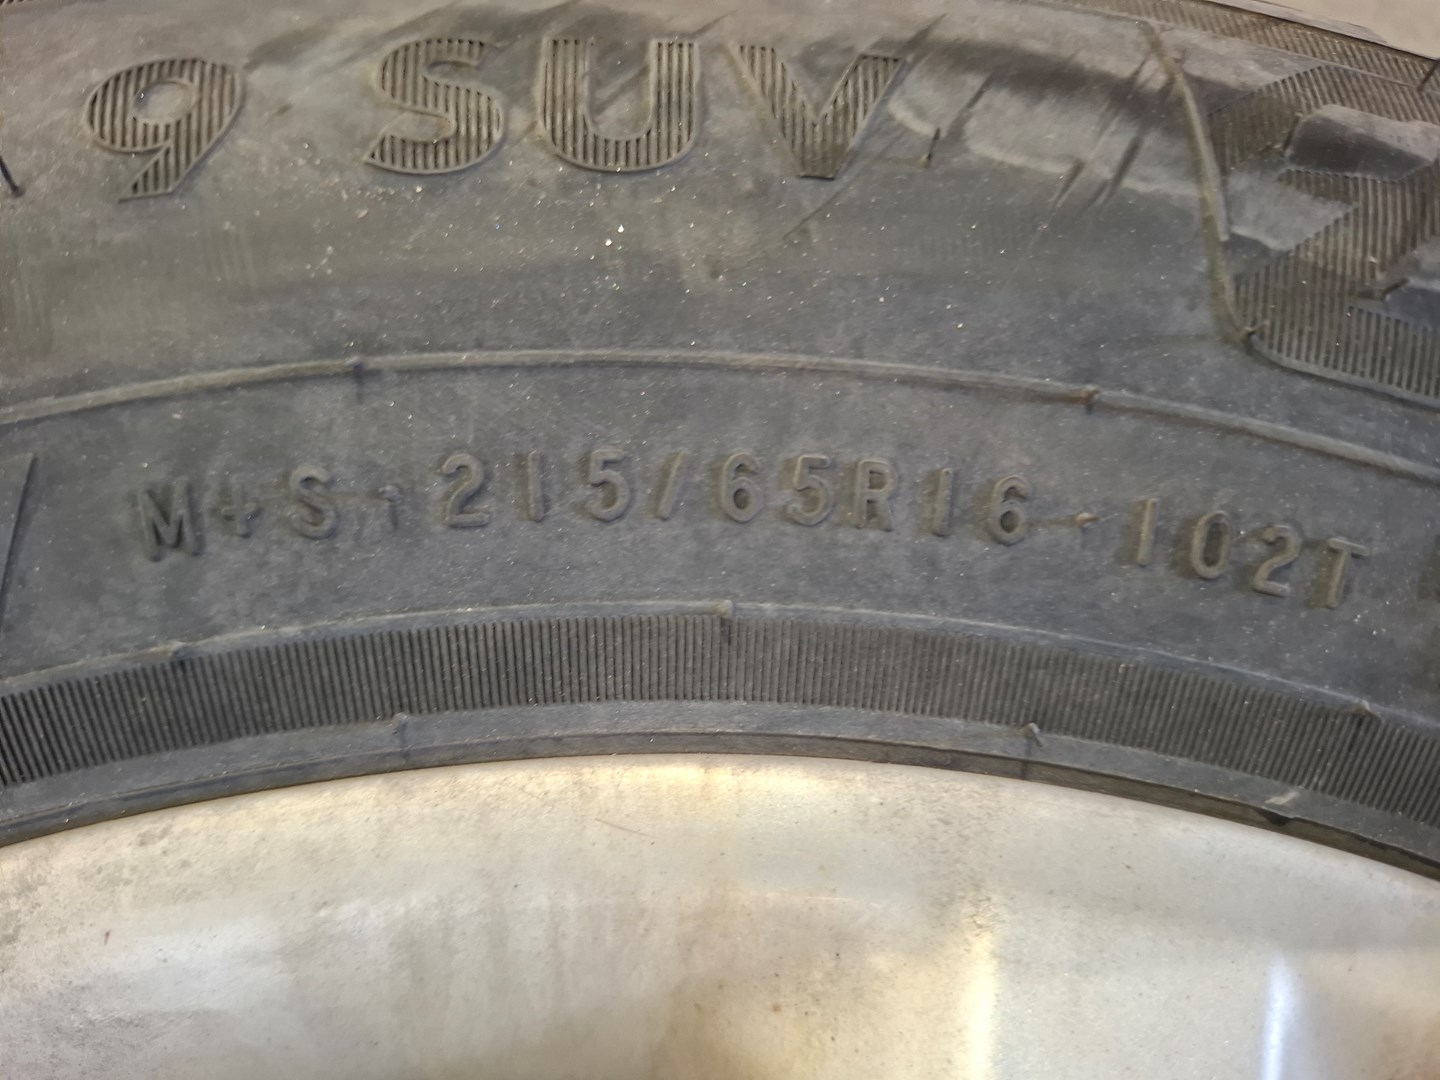 9 SUV
M+S · 215/65R16 · 102T